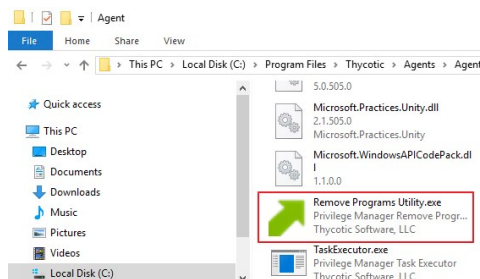 Agent
File Home Share View
This PC > Local Disk (C:) > Program Files > Thycotic > Agents > Agent
5.0.505.0
Quick access
Microsoft.Practices.Unity.dll
2.1.505.0
Microsoft.Practices.Unity
This PC
Desktop
Documents
Downloads
Music
Pictures
Videos
Local Disk (C:)
Microsoft.WindowsAPICodePack.dl
l
1.1.0.0
Remove Programs Utility.exe
Privilege Manager Remove Progr...
Thycotic Software, LLC
TaskExecutor.exe
Privilege Manager Task Executor
Thycotic Software, LLC